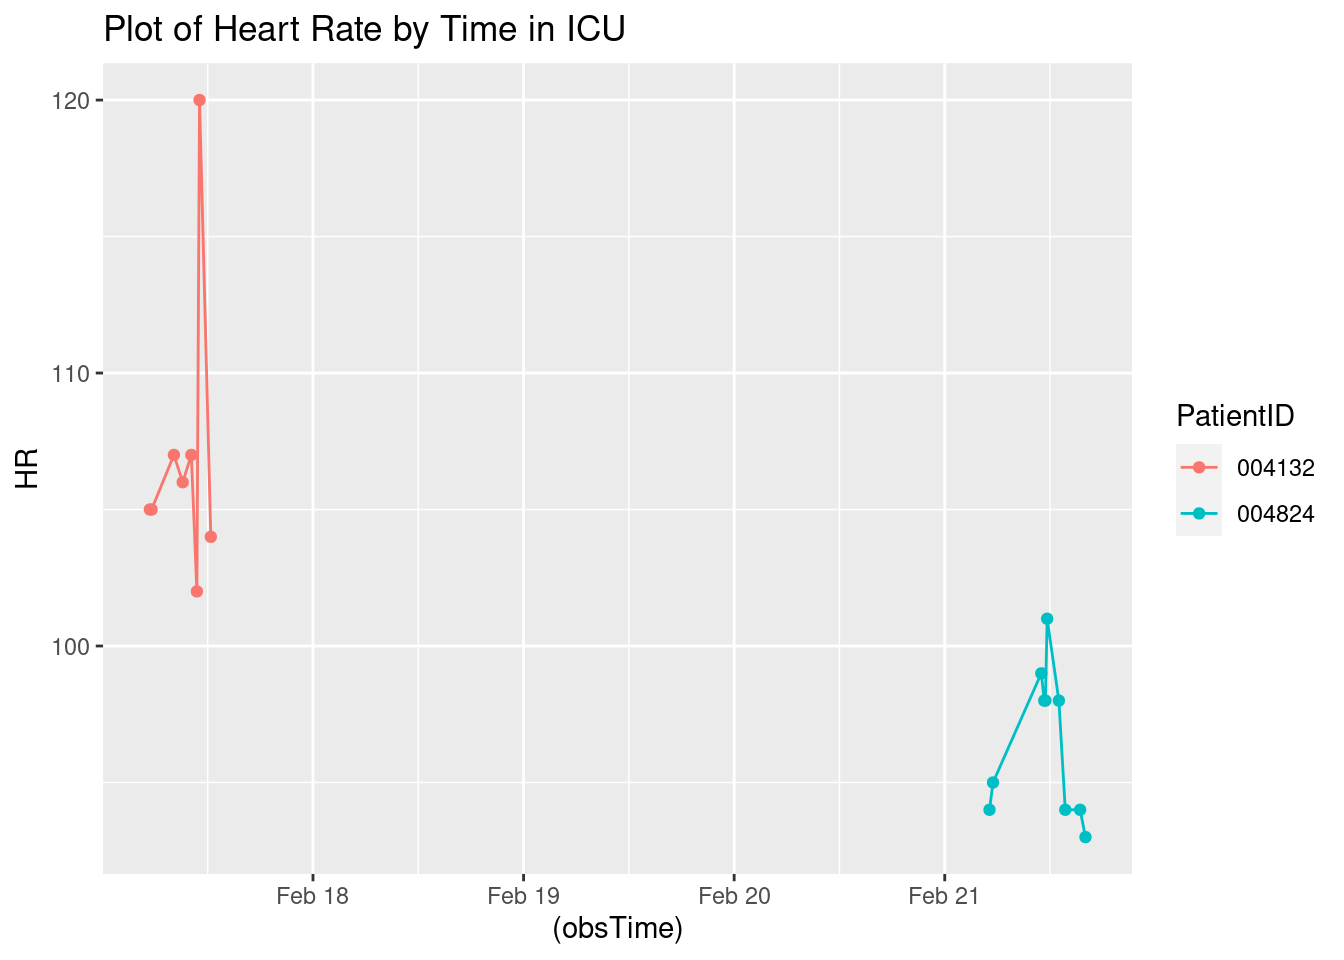 Plot of Heart Rate by Time in ICU
120
110
100
HR
Feb 18
Feb 19
Feb 20
Feb 21
(obsTime)
PatientID
004132
004824